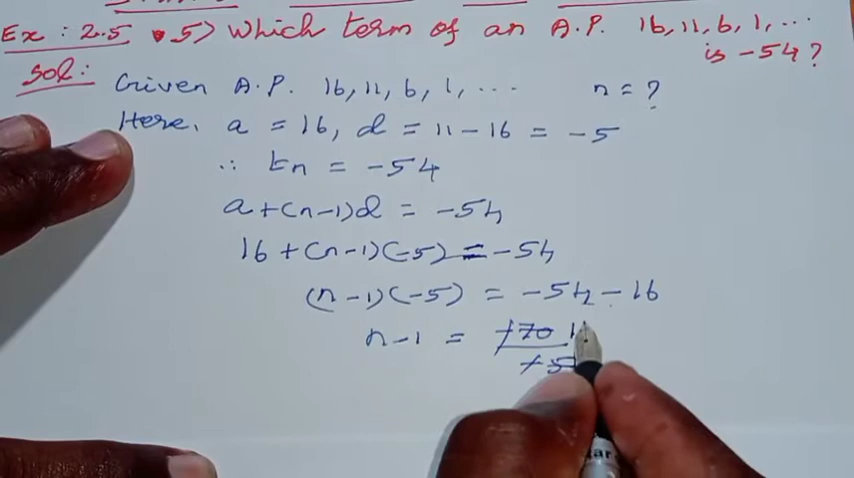 Ex : 2.5 5) Which term of an A.P. 16, 11, 6, 1, ...
is -54 ?
Sol:
Given A.P. 16, 11, 6, 1, ... n = ?
Here, a = 16, d = 11 - 16 = -5
∴ tn = -54
a + (n-1)d = -54
16 + (n-1)(-5) = -54
(n-1)(-5) = -54 - 16
n-1 = -70
-5